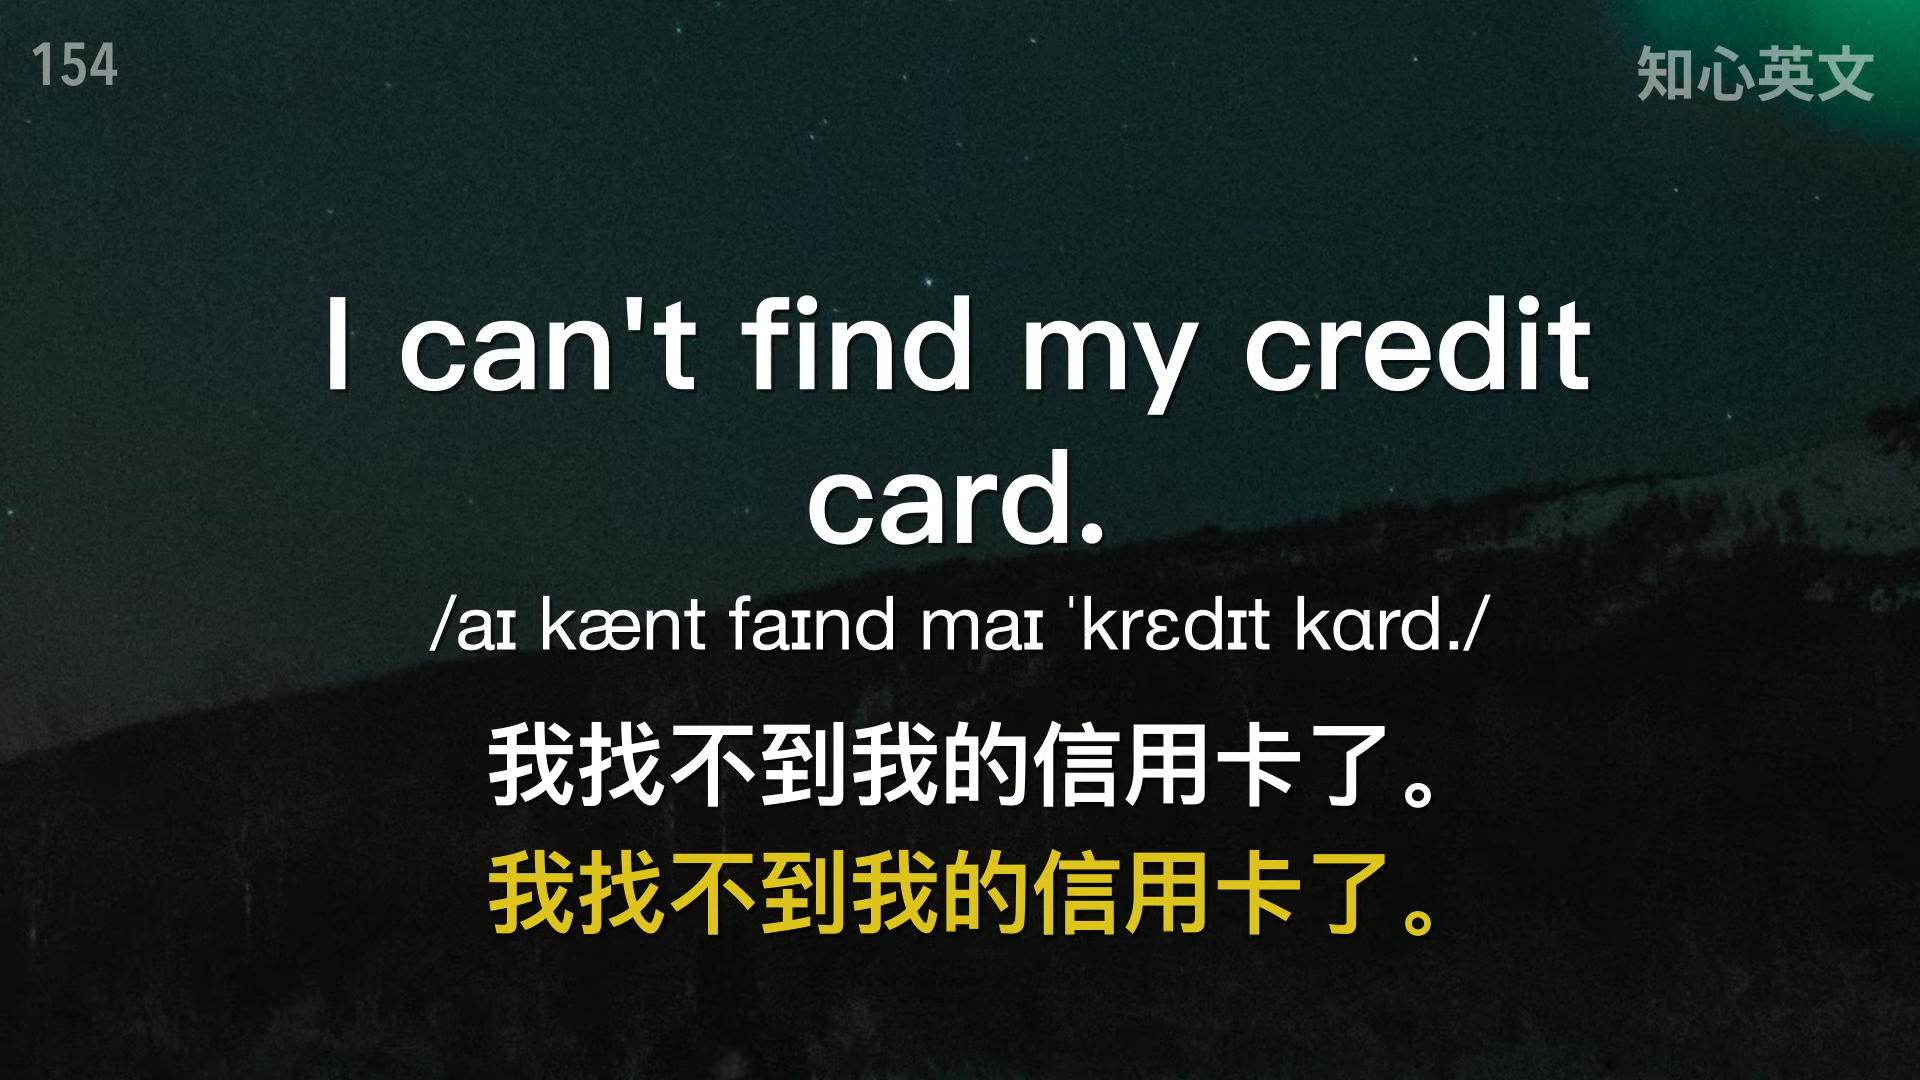 154
知心英文
I can't find my credit
card.
/aɪ kænt faɪnd maɪ ˈkrɛdɪt kɑrd./
我找不到我的信用卡了。
我找不到我的信用卡了。